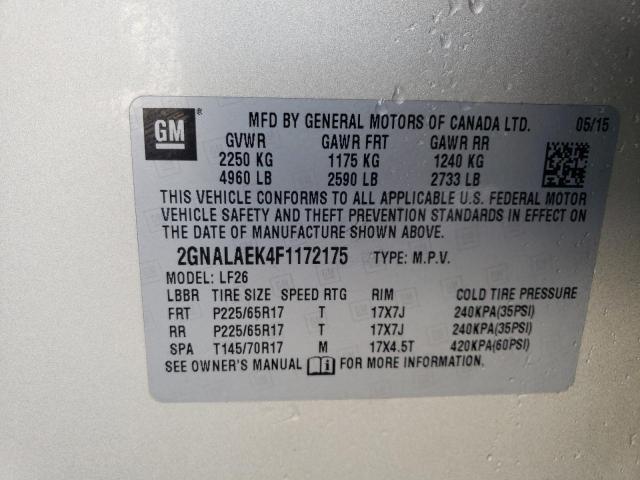 GM ® MFD BY GENERAL MOTORS OF CANADA LTD. 05/15
GVWR GAWR FRT GAWR RR
2250 KG 1175 KG 1240 KG
4960 LB 2590 LB 2733 LB
THIS VEHICLE CONFORMS TO ALL APPLICABLE U.S. FEDERAL MOTOR
VEHICLE SAFETY AND THEFT PREVENTION STANDARDS IN EFFECT ON
THE DATE OF MANUFACTURE SHOWN ABOVE.
2GNALAEK4F1172175 TYPE: M.P.V.
MODEL: LF26
LBBR TIRE SIZE SPEED RTG RIM COLD TIRE PRESSURE
FRT P225/65R17 T 17X7J 240KPA(35PSI)
RR P225/65R17 T 17X7J 240KPA(35PSI)
SPA T145/70R17 M 17X4.5T 420KPA(60PSI)
SEE OWNER'S MANUAL FOR MORE INFORMATION.